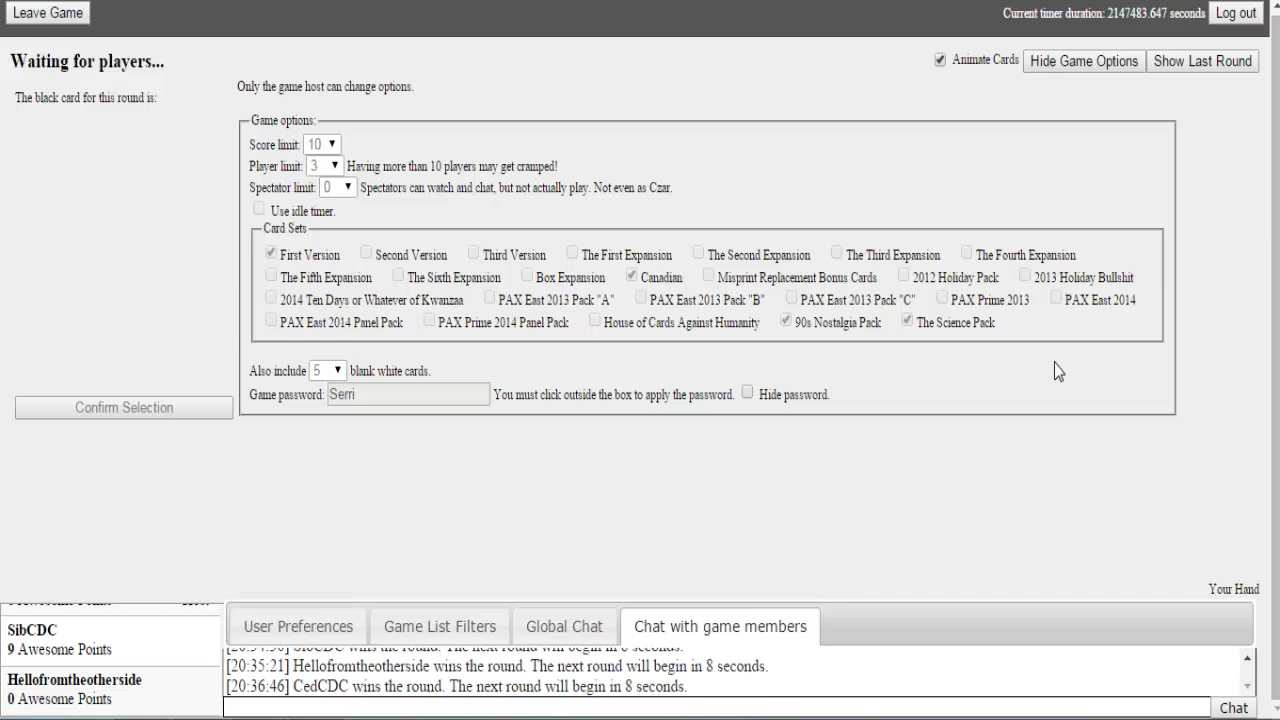 Leave Game
Current timer duration: 2147483.647 seconds Log out
Waiting for players...
Animate Cards Hide Game Options Show Last Round
The black card for this round is:
Only the game host can change options.
Game options:
Score limit: 10
Player limit: 3 Having more than 10 players may get cramped!
Spectator limit: 0 Spectators can watch and chat, but not actually play. Not even as Czar.
Use idle timer.
Card Sets
First Version Second Version Third Version The First Expansion The Second Expansion The Third Expansion The Fourth Expansion
The Fifth Expansion The Sixth Expansion Box Expansion Canadian Misprint Replacement Bonus Cards 2012 Holiday Pack 2013 Holiday Bullshit
2014 Ten Days or Whatever of Kwanzaa PAX East 2013 Pack "A" PAX East 2013 Pack "B" PAX East 2013 Pack "C" PAX Prime 2013 PAX East 2014
PAX East 2014 Panel Pack PAX Prime 2014 Panel Pack House of Cards Against Humanity 90s Nostalgia Pack The Science Pack
Also include 5 blank white cards.
Game password: Serri You must click outside the box to apply the password. Hide password.
Confirm Selection
Your Hand
SibCDC
9 Awesome Points
Hellofromtheotherside
0 Awesome Points
User Preferences Game List Filters Global Chat Chat with game members
SibCDC wins the round. The next round will begin in 8 seconds.
[20:35:21] Hellofromtheotherside wins the round. The next round will begin in 8 seconds.
[20:36:46] CedCDC wins the round. The next round will begin in 8 seconds.
Chat